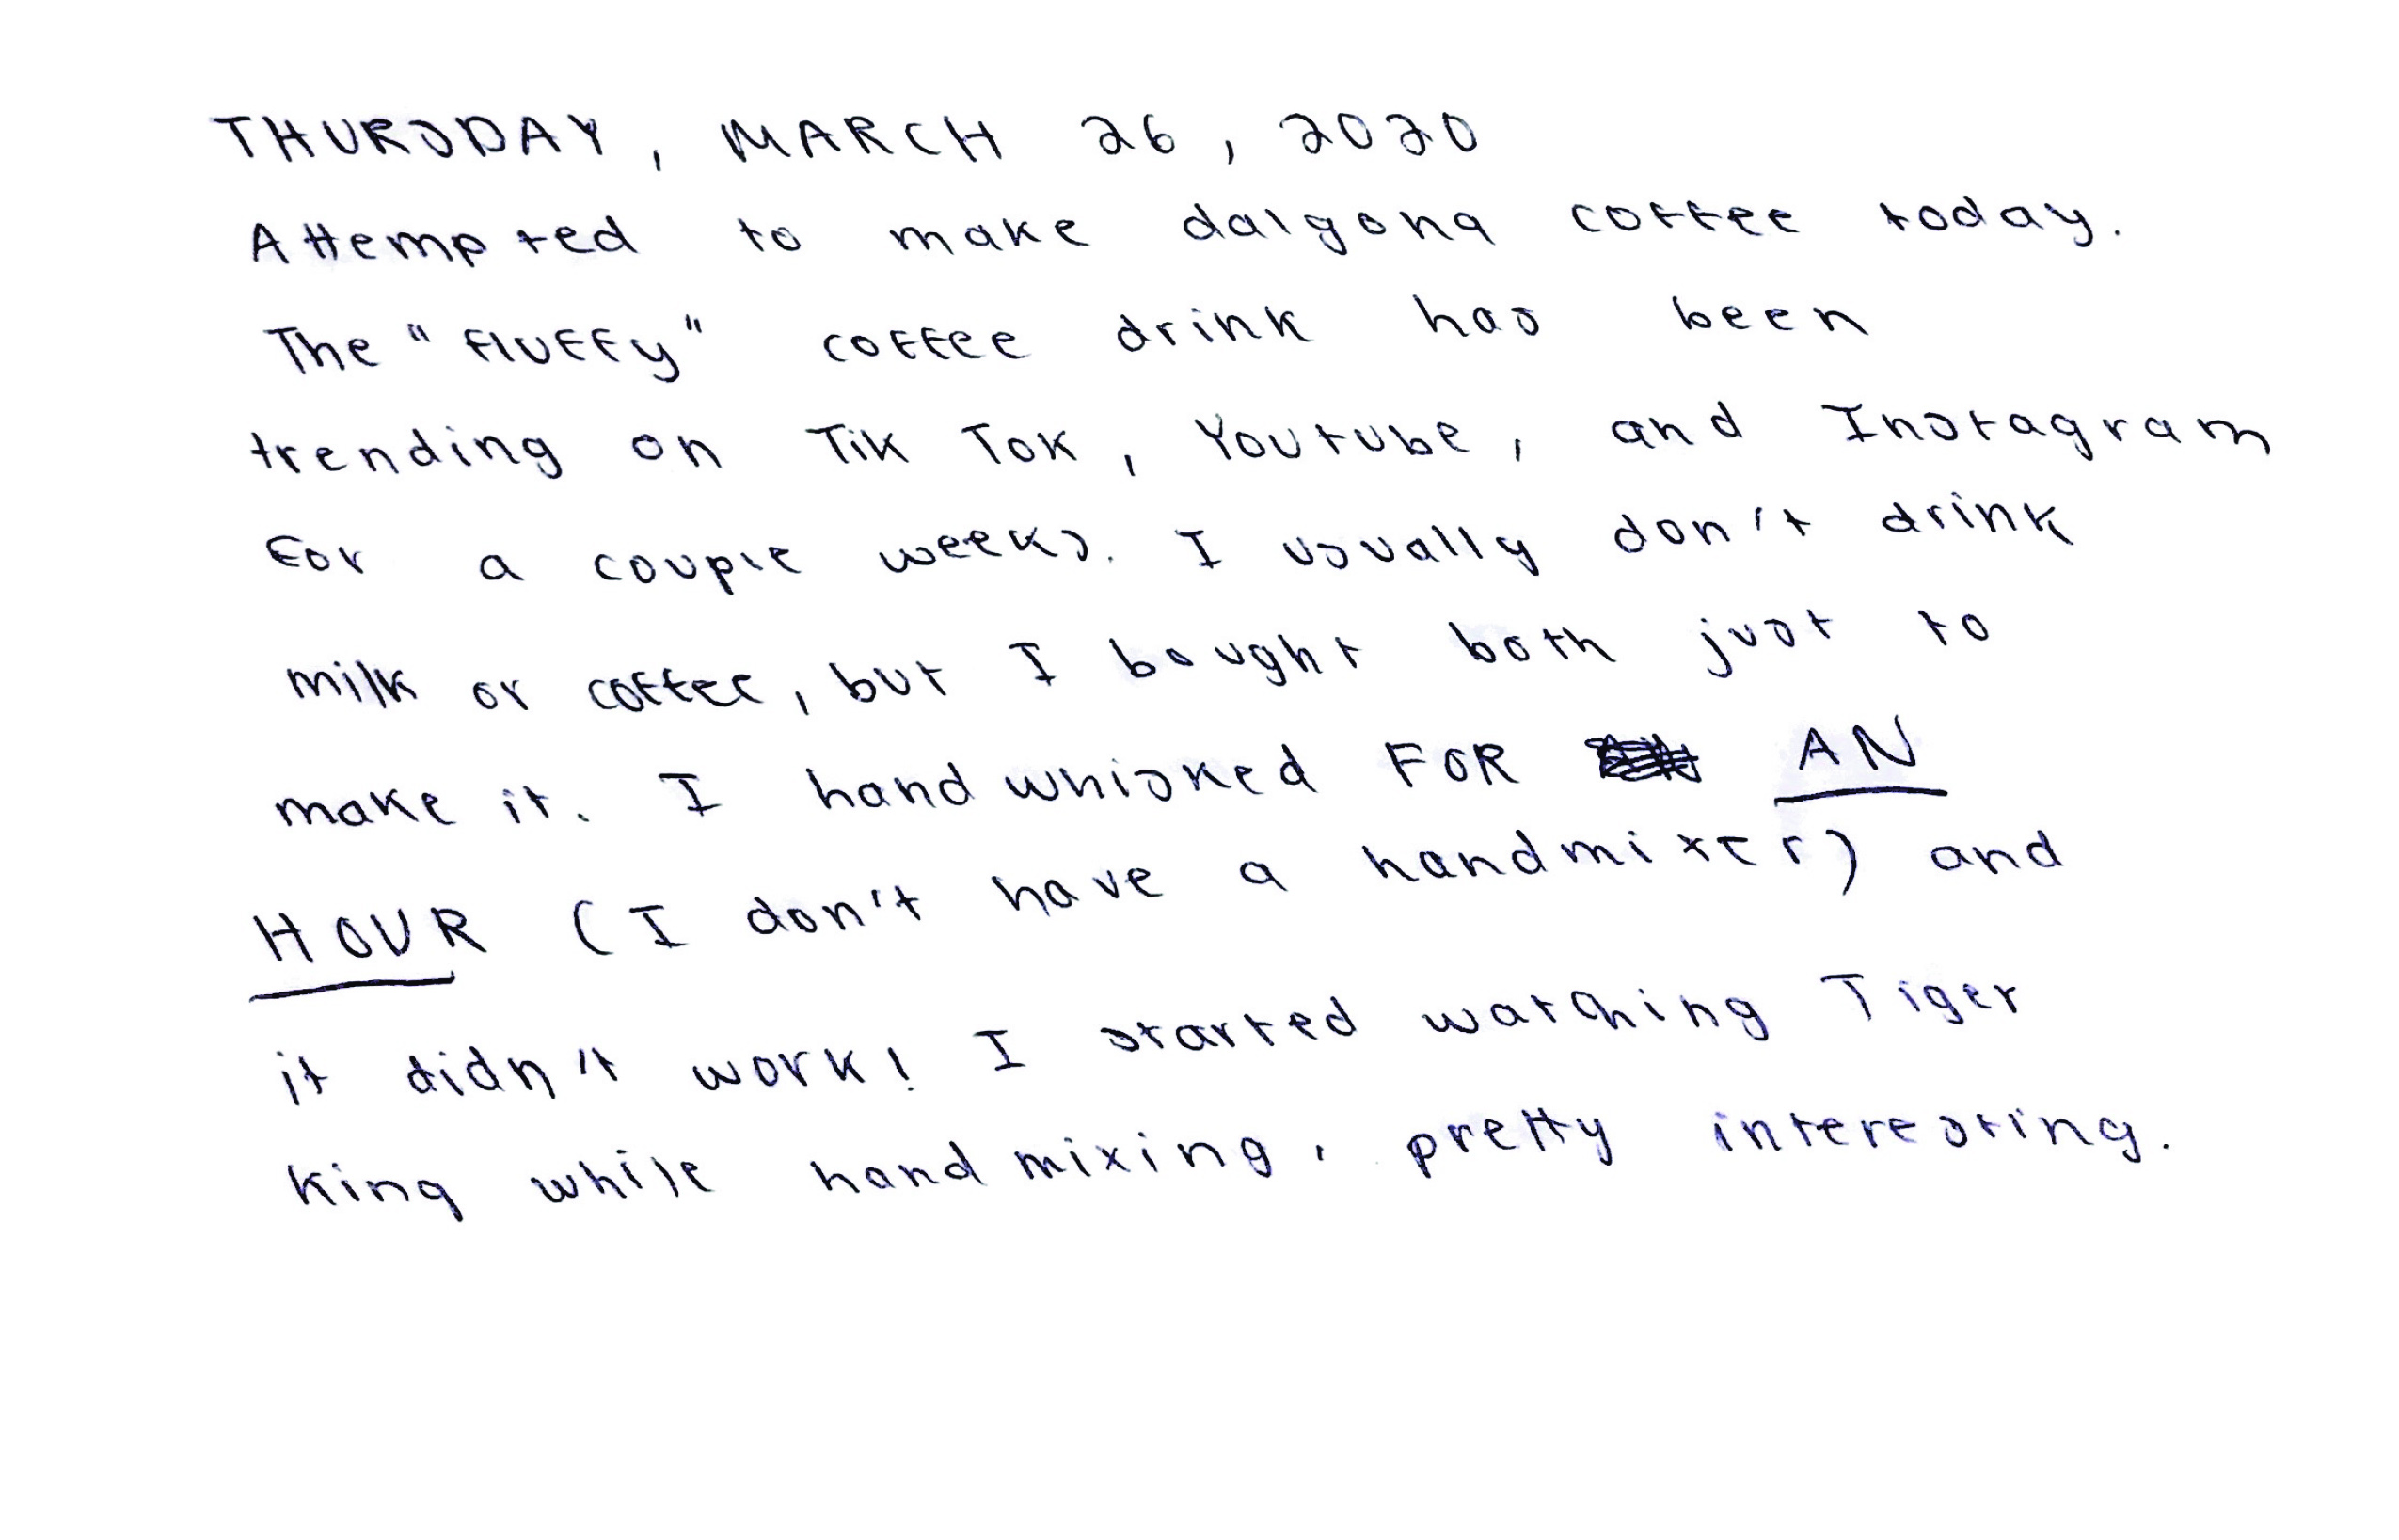 THURSDAY, MARCH 26, 2020
Attempted to make dalgona coffee today.
The "fluffy" coffee drink has been
trending on Tik Tok, Youtube, and Instagram
for a couple weeks. I usually don't drink
milk or coffee, but I bought both just to
make it. I hand whisked FOR AN
HOUR (I don't have a handmixer) and
it didn't work! I started watching Tiger
King while hand mixing, pretty interesting.